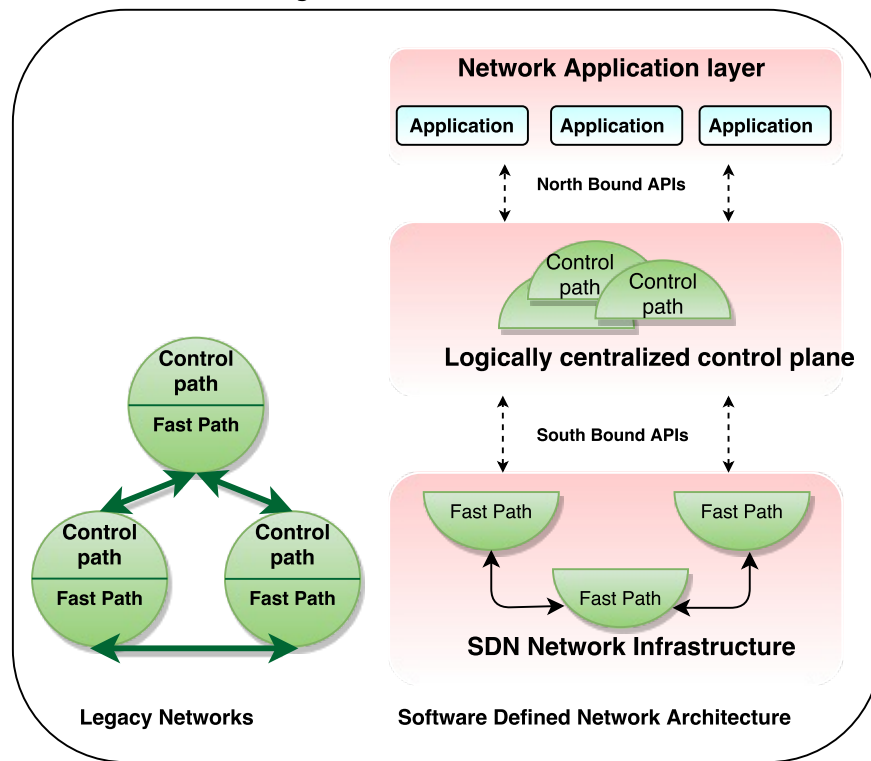 Network Application layer
Application
Application
Application
North Bound APIs
Control
path
Control
path
Logically centralized control plane
South Bound APIs
Fast Path
Fast Path
Fast Path
SDN Network Infrastructure
Control
path
Fast Path
Control
path
Fast Path
Control
path
Fast Path
Legacy Networks
Software Defined Network Architecture